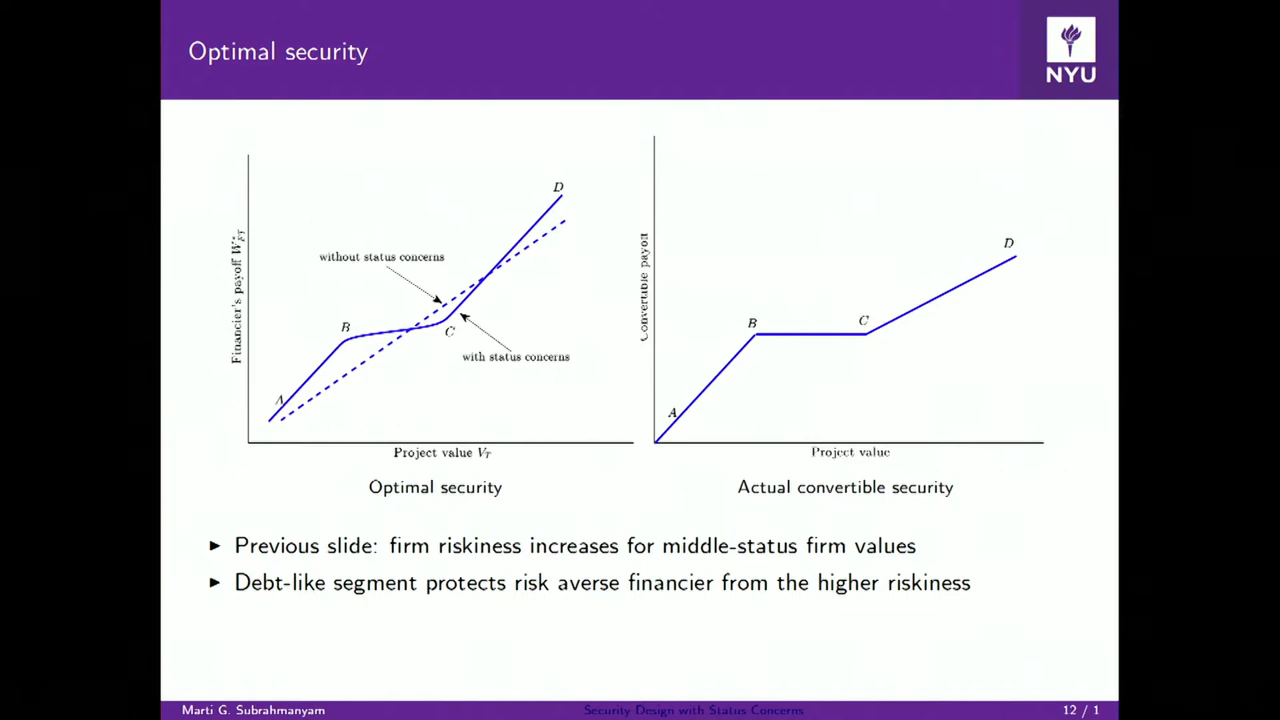 Optimal security
NYU
D
without status concerns
B
C
with status concerns
A
Financier's payoff
Project value V_T
Optimal security
D
B
C
A
Convertible payoff
Project value
Actual convertible security
► Previous slide: firm riskiness increases for middle-status firm values
► Debt-like segment protects risk averse financier from the higher riskiness
Marti G. Subrahmanyam
Security Design with Status Concerns
12 / 1